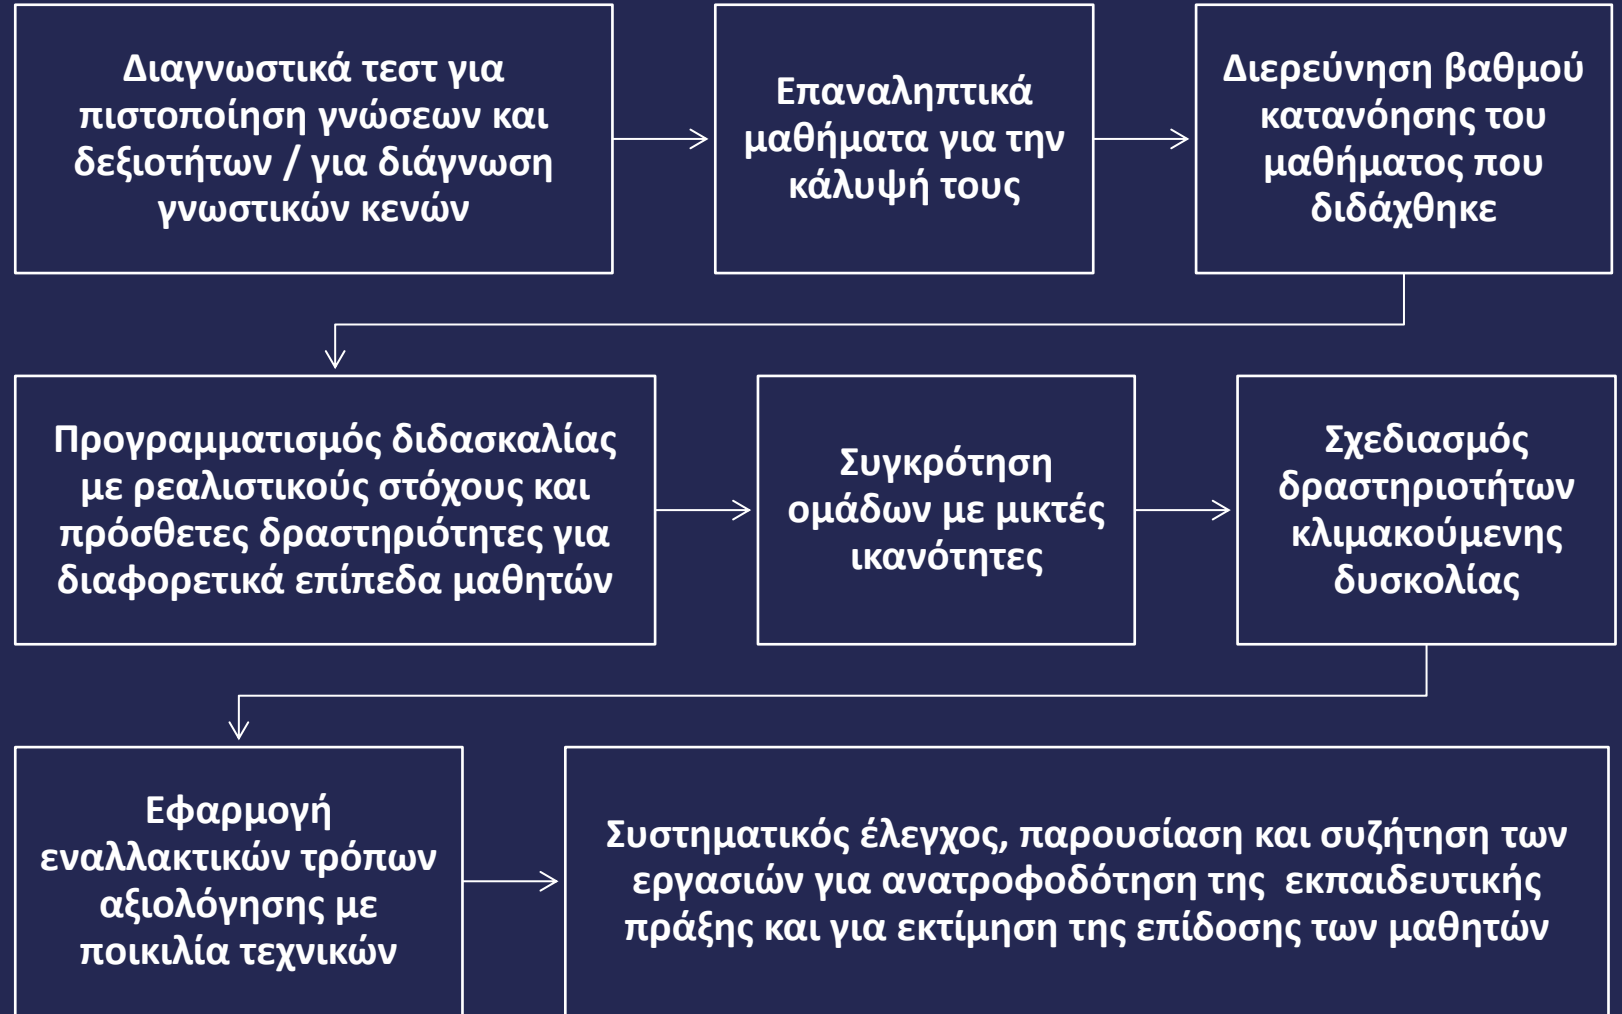 Διαγνωστικά τεστ για
πιστοποίηση γνώσεων και
δεξιοτήτων / για διάγνωση
γνωστικών κενών
Επαναληπτικά
μαθήματα για την
κάλυψή τους
Διερεύνηση βαθμού
κατανόησης του
μαθήματος που
διδάχθηκε
Προγραμματισμός διδασκαλίας
με ρεαλιστικούς στόχους και
πρόσθετες δραστηριότητες για
διαφορετικά επίπεδα μαθητών
Συγκρότηση
ομάδων με μικτές
ικανότητες
Σχεδιασμός
δραστηριοτήτων
κλιμακούμενης
δυσκολίας
Εφαρμογή
εναλλακτικών τρόπων
αξιολόγησης με
ποικιλία τεχνικών
Συστηματικός έλεγχος, παρουσίαση και συζήτηση των
εργασιών για ανατροφοδότηση της εκπαιδευτικής
πράξης και για εκτίμηση της επίδοσης των μαθητών